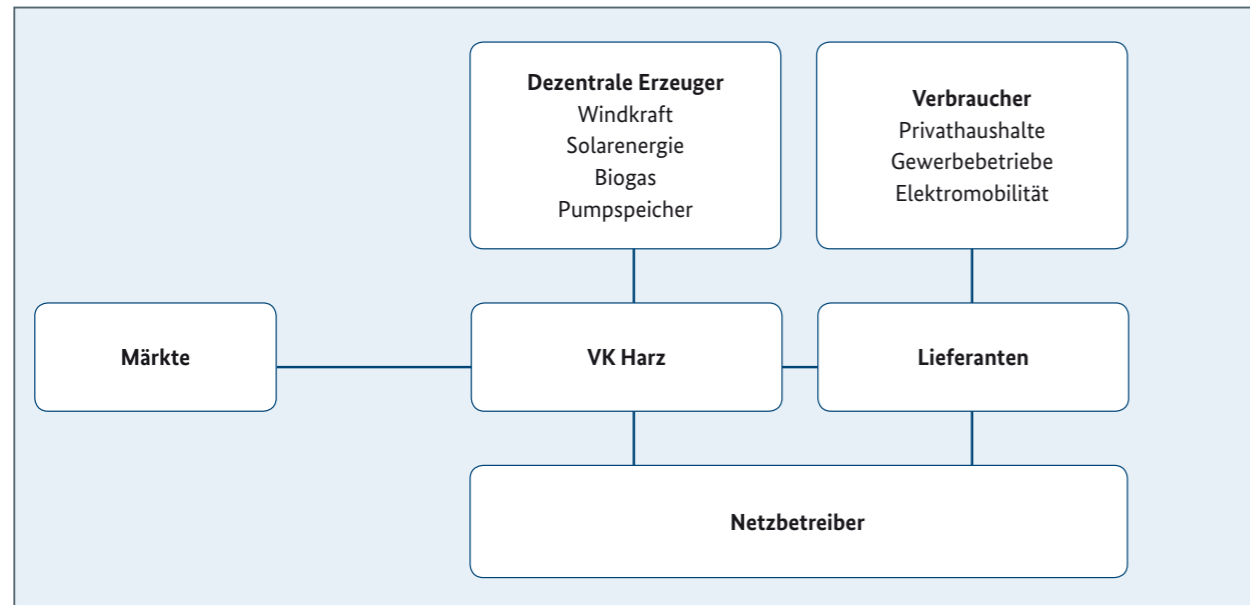 Dezentrale Erzeuger
Windkraft
Solarenergie
Biogas
Pumpspeicher
Verbraucher
Privathaushalte
Gewerbebetriebe
Elektromobilität
Märkte
VK Harz
Lieferanten
Netzbetreiber